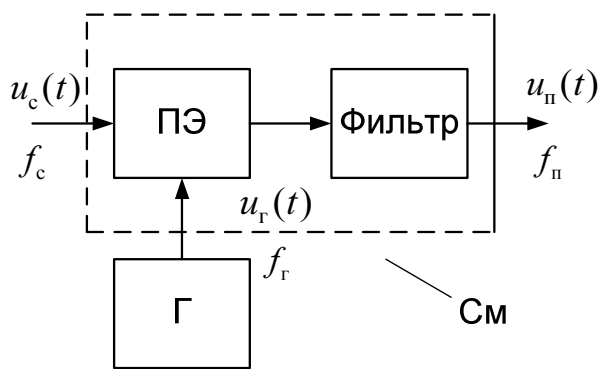 u_с(t)
f_с
ПЭ
Фильтр
u_п(t)
f_п
u_г(t)
f_г
Г
См